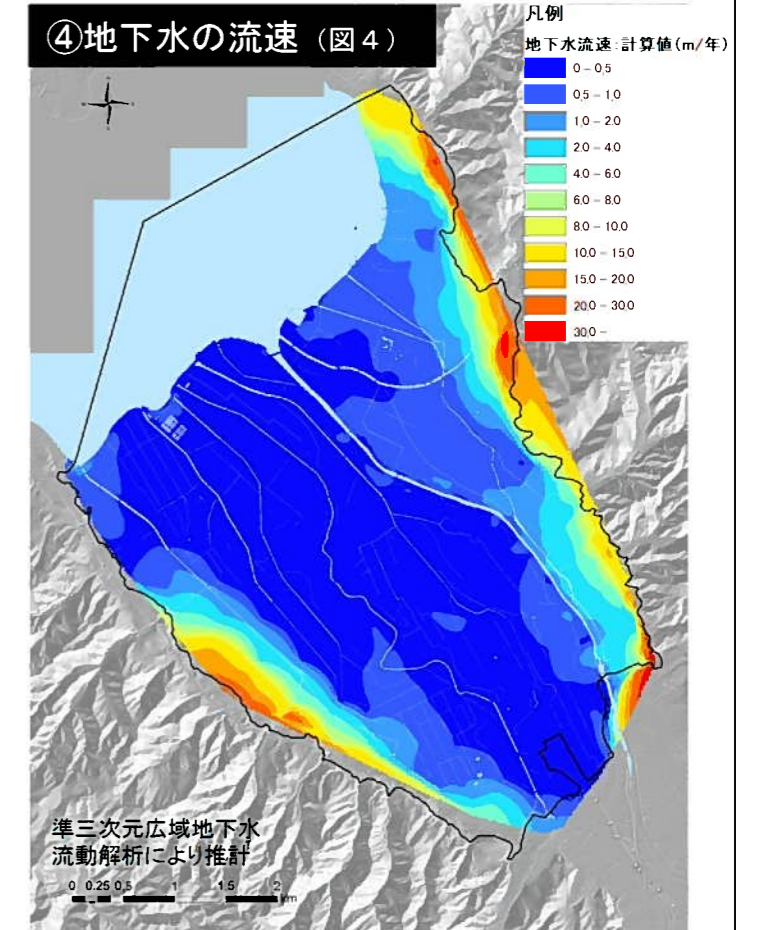 ④地下水の流速（図４）
凡例
地下水流速:計算値(m/年)
0 – 0.5
0.5 – 1.0
1.0 – 2.0
2.0 – 4.0
4.0 – 6.0
6.0 – 8.0
8.0 – 10.0
10.0 – 15.0
15.0 – 20.0
20.0 – 30.0
30.0 –
準三次元広域地下水
流動解析により推計
0 0.25 0.5 1 1.5 2
km